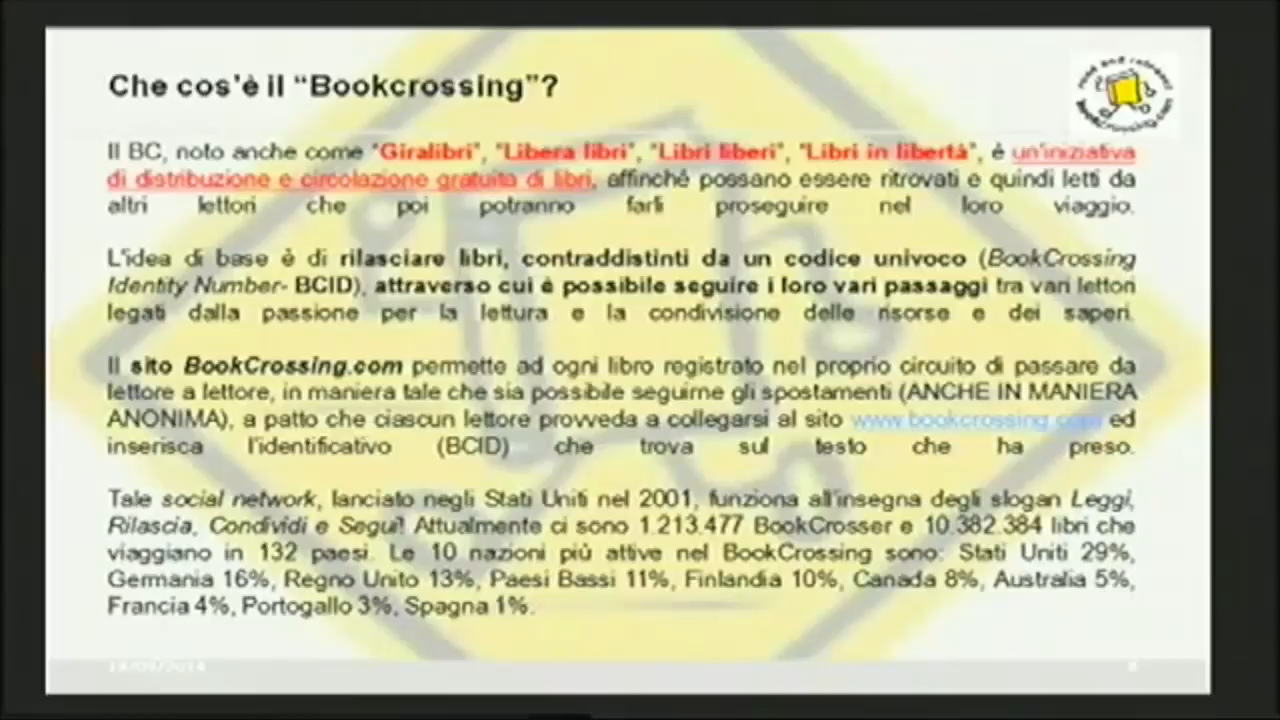 Che cos'è il “Bookcrossing”?
read and release
bookcrossing.com
Il BC, noto anche come “Giralibri”, “Libera libri”, “Libri liberi”, “Libri in libertà”, è un'iniziativa
di distribuzione e circolazione gratuita di libri, affinché possano essere ritrovati e quindi letti da
altri lettori che poi potranno farli proseguire nel loro viaggio.
L'idea di base è di rilasciare libri, contraddistinti da un codice univoco (BookCrossing
Identity Number- BCID), attraverso cui è possibile seguire i loro vari passaggi tra vari lettori
legati dalla passione per la lettura e la condivisione delle risorse e dei saperi.
Il sito BookCrossing.com permette ad ogni libro registrato nel proprio circuito di passare da
lettore a lettore, in maniera tale che sia possibile seguirne gli spostamenti (ANCHE IN MANIERA
ANONIMA), a patto che ciascun lettore provveda a collegarsi al sito www.bookcrossing.com ed
inserisca l'identificativo (BCID) che trova sul testo che ha preso.
Tale social network, lanciato negli Stati Uniti nel 2001, funziona all'insegna degli slogan Leggi,
Rilascia, Condividi e Segui! Attualmente ci sono 1.213.477 BookCrosser e 10.382.384 libri che
viaggiano in 132 paesi. Le 10 nazioni più attive nel BookCrossing sono: Stati Uniti 29%,
Germania 16%, Regno Unito 13%, Paesi Bassi 11%, Finlandia 10%, Canada 8%, Australia 5%,
Francia 4%, Portogallo 3%, Spagna 1%.